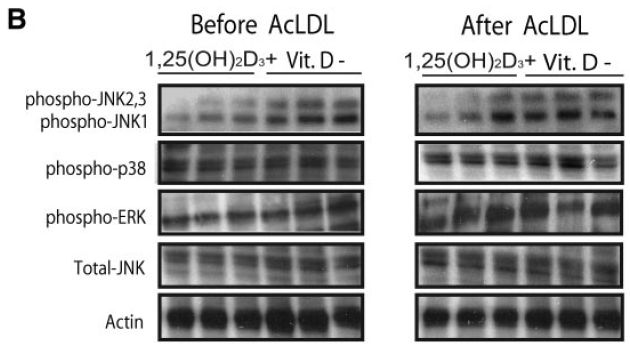 B
Before AcLDL
After AcLDL
1,25(OH)₂D₃+ Vit. D -
1,25(OH)₂D₃+ Vit. D -
phospho-JNK2,3
phospho-JNK1
phospho-p38
phospho-ERK
Total-JNK
Actin